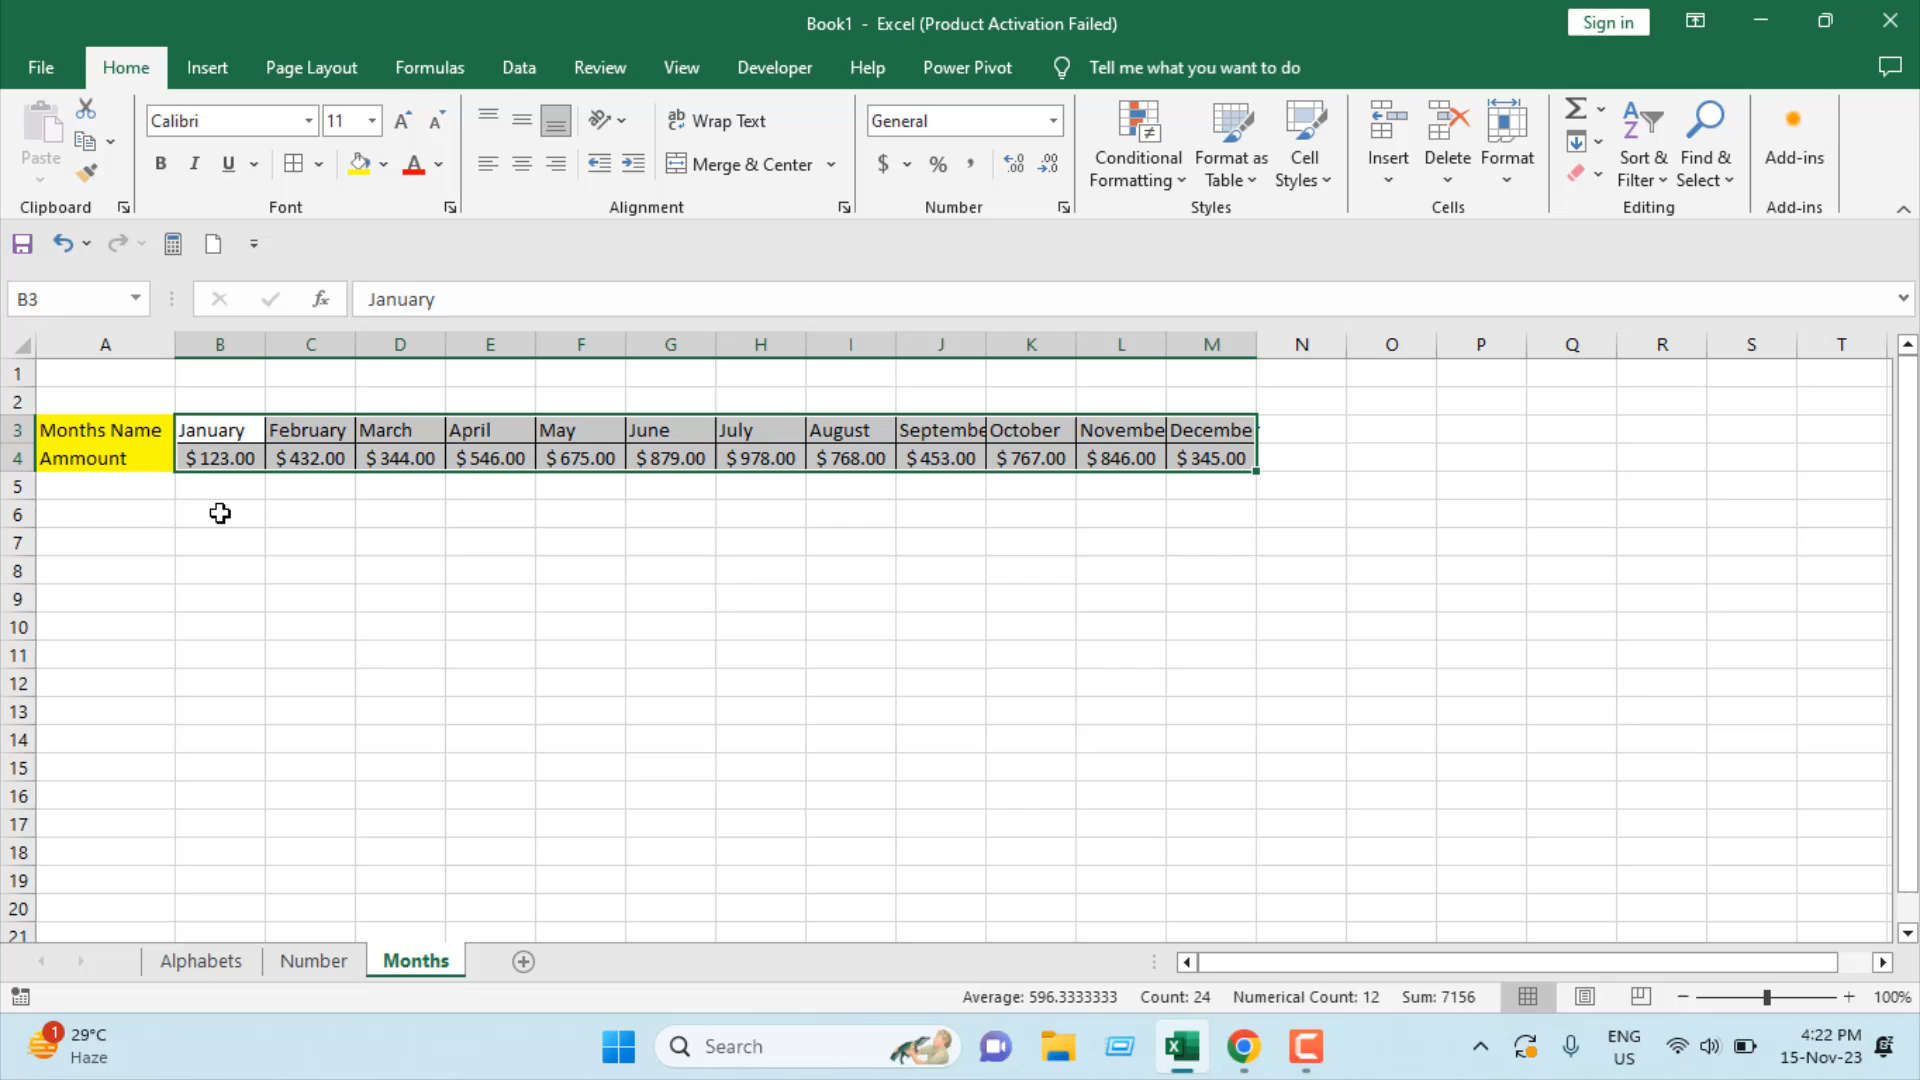 Book1 - Excel (Product Activation Failed)
Sign in
File Home Insert Page Layout Formulas Data Review View Developer Help Power Pivot Tell me what you want to do
Paste
Calibri 11
B I U A
ab Wrap Text
Merge & Center
General
$ % ,
Conditional Formatting
Format as Table
Cell Styles
Insert Delete Format
Sort & Filter
Find & Select
Add-ins
Clipboard Font Alignment Number Styles Cells Editing Add-ins
B3 fx January
A B C D E F G H I J K L M N O P Q R S T
1
2
3 Months Name January February March April May June July August Septembe October Novembe Decembe
4 Ammount $ 123.00 $ 432.00 $ 344.00 $ 546.00 $ 675.00 $ 879.00 $ 978.00 $ 768.00 $ 453.00 $ 767.00 $ 846.00 $ 345.00
5
6
7
8
9
10
11
12
13
14
15
16
17
18
19
20
21
Alphabets Number Months
Average: 596.3333333 Count: 24 Numerical Count: 12 Sum: 7156 100%
1 29°C
Haze
Search
ENG
US
4:22 PM
15-Nov-23